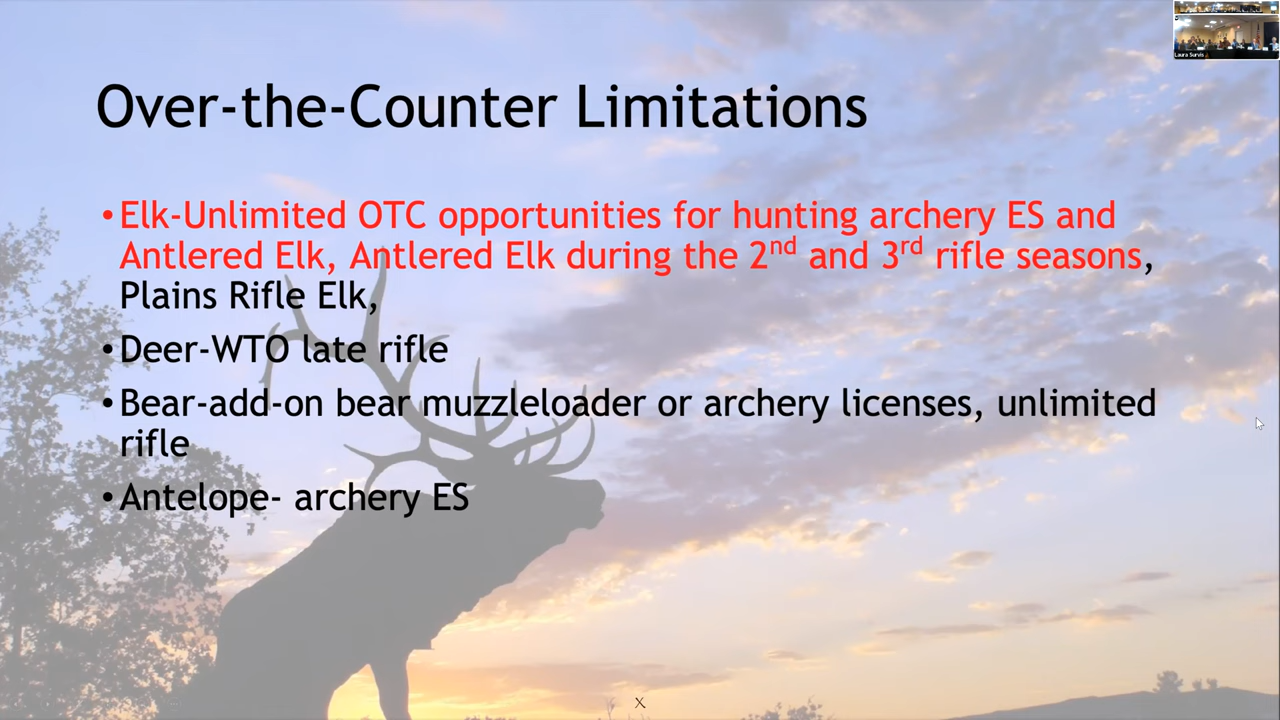 Laura Survis
Over-the-Counter Limitations
•Elk-Unlimited OTC opportunities for hunting archery ES and
Antlered Elk, Antlered Elk during the 2nd and 3rd rifle seasons,
Plains Rifle Elk,
•Deer-WTO late rifle
•Bear-add-on bear muzzleloader or archery licenses, unlimited
rifle
•Antelope- archery ES
X